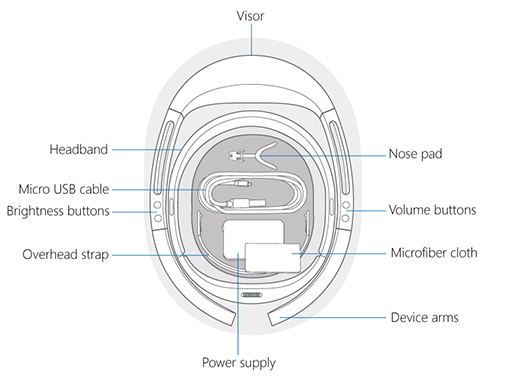 Visor
Headband
Nose pad
Micro USB cable
Brightness buttons
Volume buttons
Overhead strap
Microfiber cloth
Device arms
Power supply